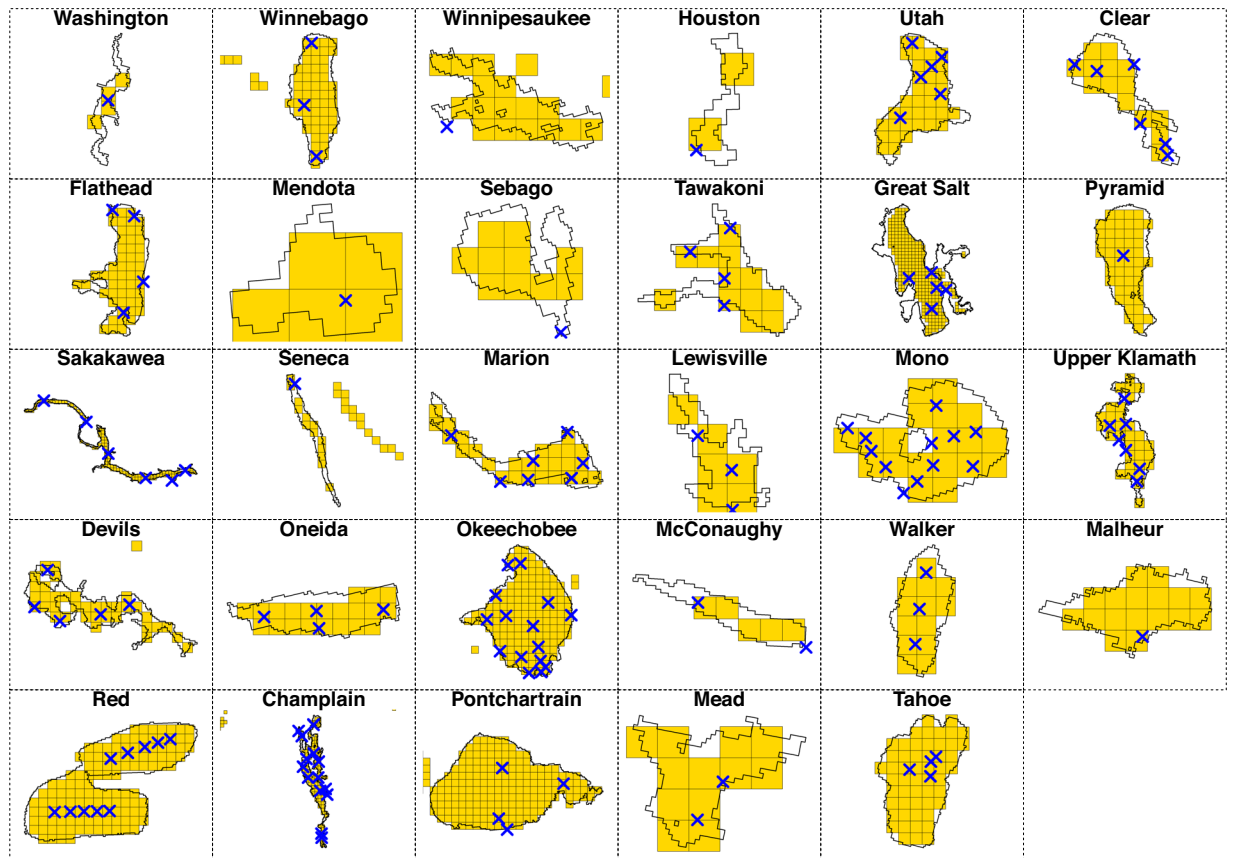 Washington
Winnebago
Winnipesaukee
Houston
Utah
Clear
Flathead
Mendota
Sebago
Tawakoni
Great Salt
Pyramid
Sakakawea
Seneca
Marion
Lewisville
Mono
Upper Klamath
Devils
Oneida
Okeechobee
McConaughy
Walker
Malheur
Red
Champlain
Pontchartrain
Mead
Tahoe